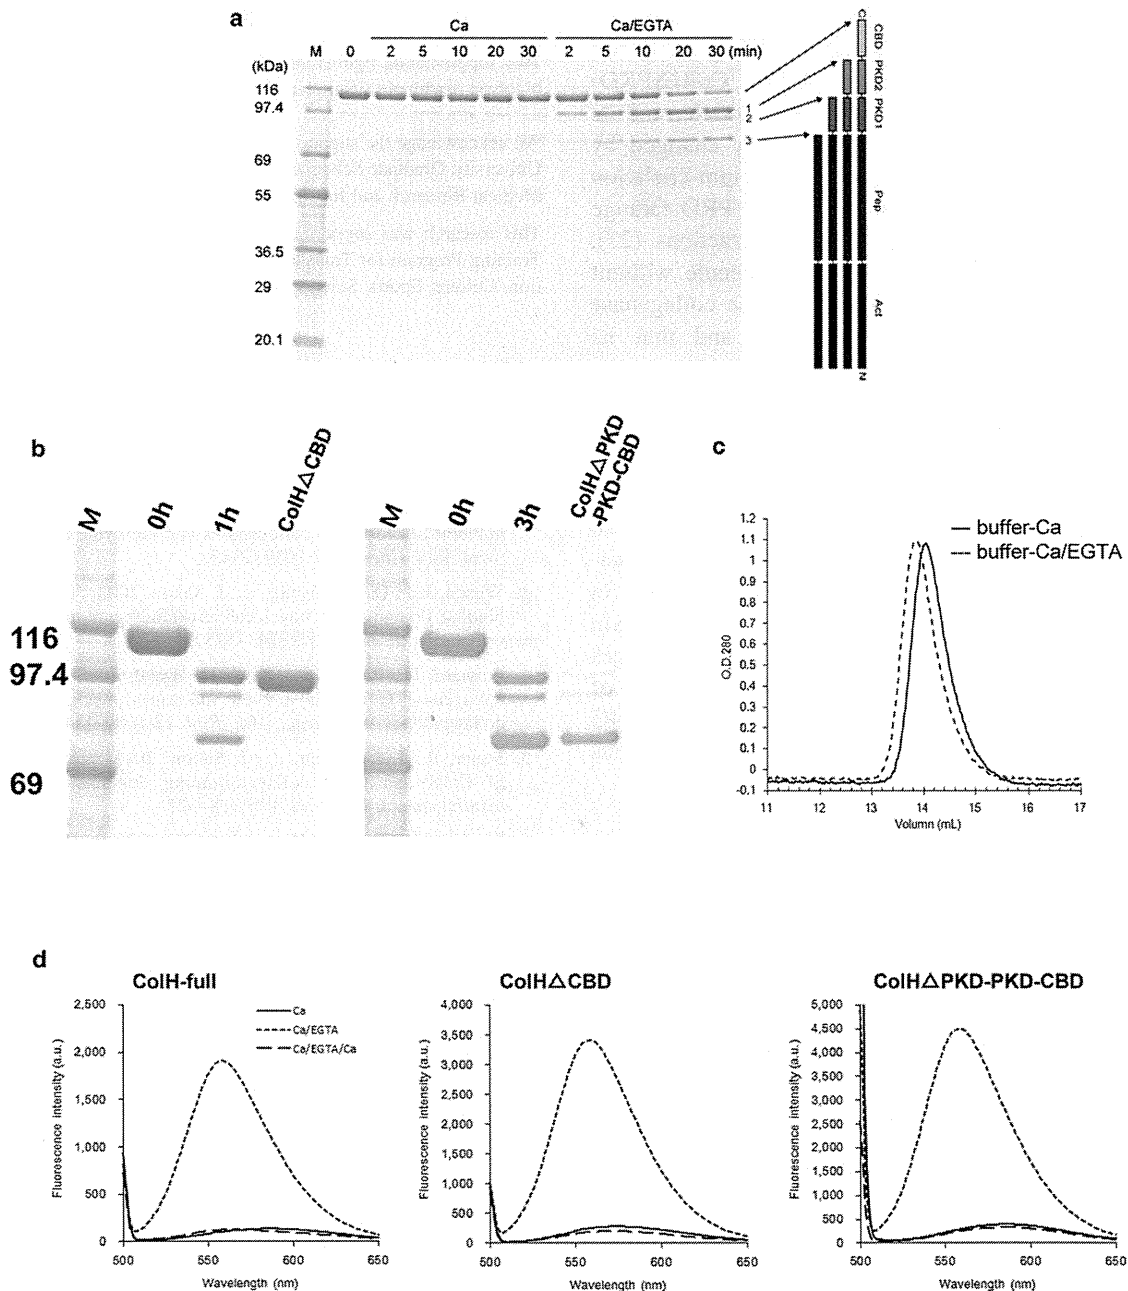 a
Ca
Ca/EGTA
M 0 2 5 10 20 30 2 5 10 20 30 (min)
(kDa)
116
97.4
69
55
36.5
29
20.1
1
2
3
C
CBD
PKD2
PKD1
Pep
Act
N
b
M
0h
1h
ColH△CBD
M
0h
3h
ColH△PKD
-PKD-CBD
116
97.4
69
c
buffer-Ca
buffer-Ca/EGTA
1.2
1.1
1
0.9
0.8
0.7
0.6
0.5
0.4
0.3
0.2
0.1
0
-0.1
O.D.280
11 12 13 14 15 16 17
Volumn (mL)
d
ColH-full
Ca
Ca/EGTA
Ca/EGTA/Ca
2,500
2,000
1,500
1,000
500
0
Fluorescence intensity (a.u.)
500 550 600 650
Wavelength (nm)
ColH△CBD
4,000
3,500
3,000
2,500
2,000
1,500
1,000
500
0
Fluorescence intensity (a.u.)
500 550 600 650
Wavelength (nm)
ColH△PKD-PKD-CBD
5,000
4,500
4,000
3,500
3,000
2,500
2,000
1,500
1,000
500
0
Fluorescence intensity (a.u.)
500 550 600 650
Wavelength (nm)